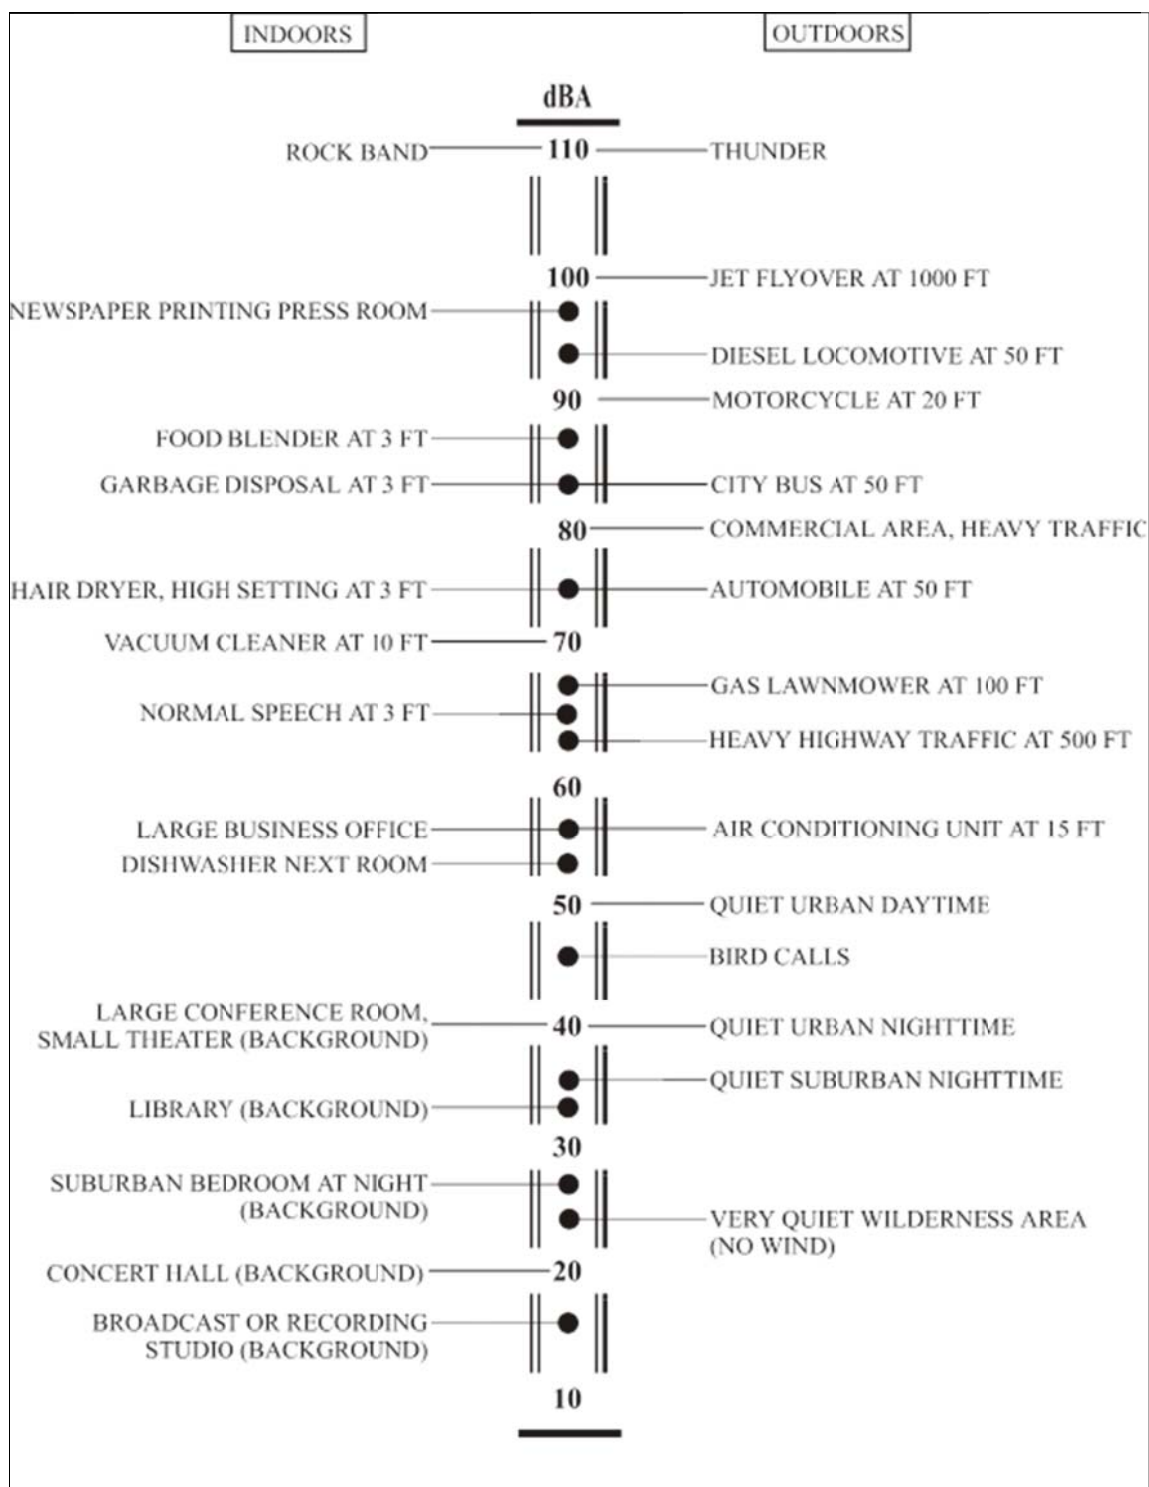 INDOORS
OUTDOORS
dBA
ROCK BAND 110 THUNDER
100 JET FLYOVER AT 1000 FT
NEWSPAPER PRINTING PRESS ROOM
DIESEL LOCOMOTIVE AT 50 FT
90 MOTORCYCLE AT 20 FT
FOOD BLENDER AT 3 FT
GARBAGE DISPOSAL AT 3 FT CITY BUS AT 50 FT
80 COMMERCIAL AREA, HEAVY TRAFFIC
HAIR DRYER, HIGH SETTING AT 3 FT AUTOMOBILE AT 50 FT
VACUUM CLEANER AT 10 FT 70
GAS LAWNMOWER AT 100 FT
NORMAL SPEECH AT 3 FT
HEAVY HIGHWAY TRAFFIC AT 500 FT
60
LARGE BUSINESS OFFICE AIR CONDITIONING UNIT AT 15 FT
DISHWASHER NEXT ROOM
50 QUIET URBAN DAYTIME
BIRD CALLS
LARGE CONFERENCE ROOM,
SMALL THEATER (BACKGROUND) 40 QUIET URBAN NIGHTTIME
QUIET SUBURBAN NIGHTTIME
LIBRARY (BACKGROUND)
30
SUBURBAN BEDROOM AT NIGHT
(BACKGROUND)
VERY QUIET WILDERNESS AREA
(NO WIND)
CONCERT HALL (BACKGROUND) 20
BROADCAST OR RECORDING
STUDIO (BACKGROUND)
10